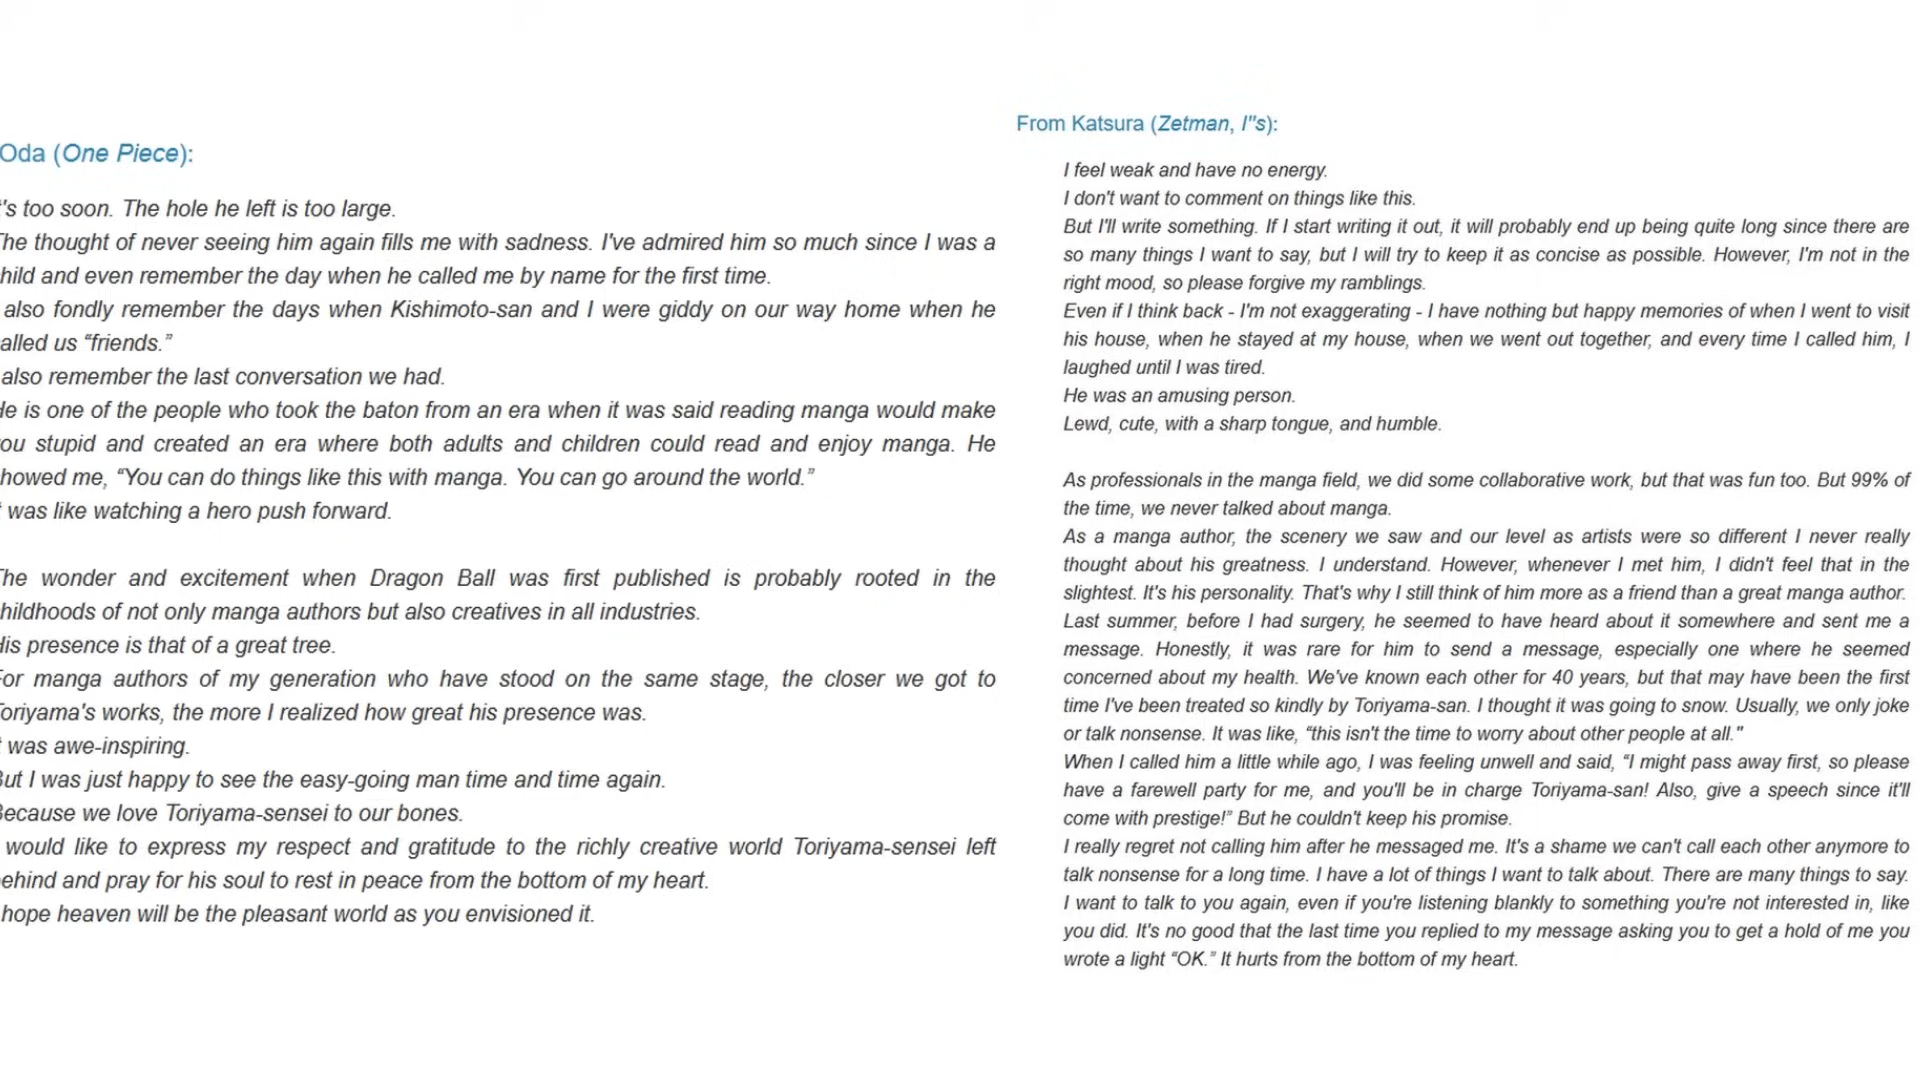 Oda (One Piece):
's too soon. The hole he left is too large.
he thought of never seeing him again fills me with sadness. I've admired him so much since I was a
hild and even remember the day when he called me by name for the first time.
also fondly remember the days when Kishimoto-san and I were giddy on our way home when he
alled us “friends.”
also remember the last conversation we had.
He is one of the people who took the baton from an era when it was said reading manga would make
ou stupid and created an era where both adults and children could read and enjoy manga. He
howed me, “You can do things like this with manga. You can go around the world.”
was like watching a hero push forward.
The wonder and excitement when Dragon Ball was first published is probably rooted in the
hildhoods of not only manga authors but also creatives in all industries.
His presence is that of a great tree.
For manga authors of my generation who have stood on the same stage, the closer we got to
Toriyama's works, the more I realized how great his presence was.
was awe-inspiring.
But I was just happy to see the easy-going man time and time again.
Because we love Toriyama-sensei to our bones.
would like to express my respect and gratitude to the richly creative world Toriyama-sensei left
ehind and pray for his soul to rest in peace from the bottom of my heart.
hope heaven will be the pleasant world as you envisioned it.
From Katsura (Zetman, I"s):
I feel weak and have no energy.
I don't want to comment on things like this.
But I'll write something. If I start writing it out, it will probably end up being quite long since there are
so many things I want to say, but I will try to keep it as concise as possible. However, I'm not in the
right mood, so please forgive my ramblings.
Even if I think back - I'm not exaggerating - I have nothing but happy memories of when I went to visit
his house, when he stayed at my house, when we went out together, and every time I called him, I
laughed until I was tired.
He was an amusing person.
Lewd, cute, with a sharp tongue, and humble.
As professionals in the manga field, we did some collaborative work, but that was fun too. But 99% of
the time, we never talked about manga.
As a manga author, the scenery we saw and our level as artists were so different I never really
thought about his greatness. I understand. However, whenever I met him, I didn't feel that in the
slightest. It's his personality. That's why I still think of him more as a friend than a great manga author.
Last summer, before I had surgery, he seemed to have heard about it somewhere and sent me a
message. Honestly, it was rare for him to send a message, especially one where he seemed
concerned about my health. We've known each other for 40 years, but that may have been the first
time I've been treated so kindly by Toriyama-san. I thought it was going to snow. Usually, we only joke
or talk nonsense. It was like, “this isn't the time to worry about other people at all."
When I called him a little while ago, I was feeling unwell and said, “I might pass away first, so please
have a farewell party for me, and you'll be in charge Toriyama-san! Also, give a speech since it'll
come with prestige!” But he couldn't keep his promise.
I really regret not calling him after he messaged me. It's a shame we can't call each other anymore to
talk nonsense for a long time. I have a lot of things I want to talk about. There are many things to say.
I want to talk to you again, even if you're listening blankly to something you're not interested in, like
you did. It's no good that the last time you replied to my message asking you to get a hold of me you
wrote a light “OK.” It hurts from the bottom of my heart.